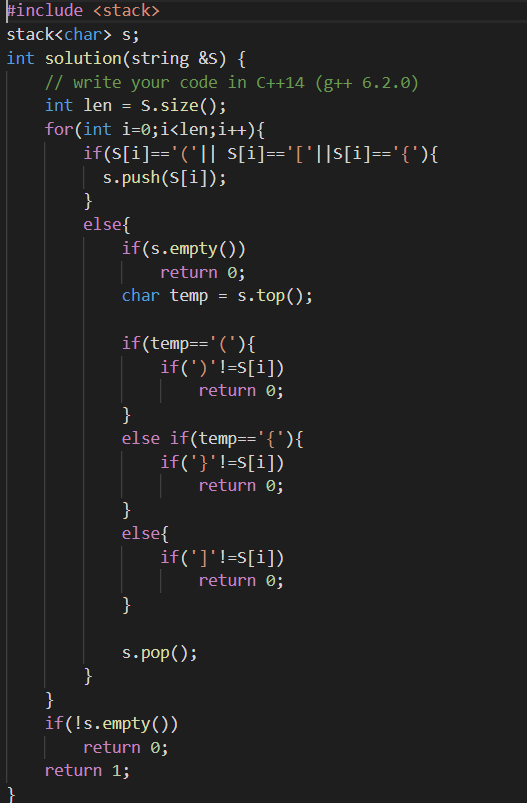 #include <stack>
stack<char> s;
int solution(string &S) {
    // write your code in C++14 (g++ 6.2.0)
    int len = S.size();
    for(int i=0;i<len;i++){
        if(S[i]=='('|| S[i]=='['||S[i]=='{'){
          s.push(S[i]);
        }
        else{
            if(s.empty())
                return 0;
            char temp = s.top();

            if(temp=='('){
                if(')'!=S[i])
                    return 0;
            }
            else if(temp=='{'){
                if('}'!=S[i])
                    return 0;
            }
            else{
                if(']'!=S[i])
                    return 0;
            }

            s.pop();
        }
    }
    if(!s.empty())
        return 0;
    return 1;
}